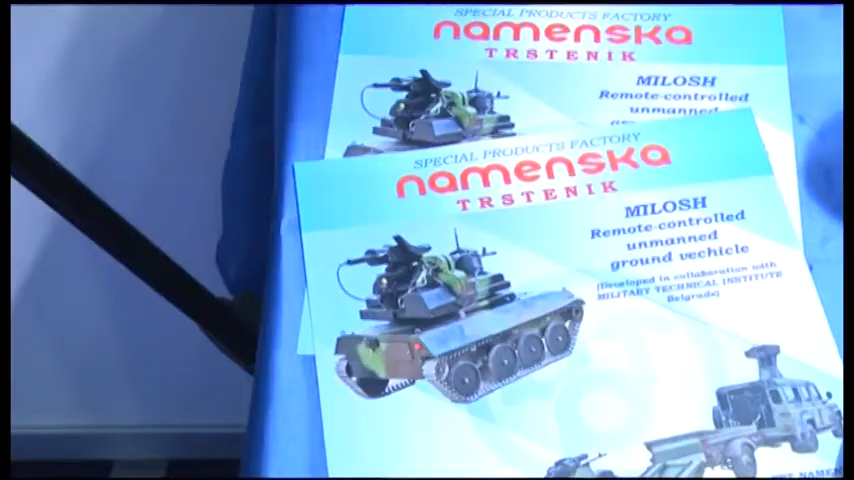 SPECIAL PRODUCTS FACTORY
namenska
TRSTENIK
MILOSH
Remote-controlled
unmanned
SPECIAL PRODUCTS FACTORY
namenska
TRSTENIK
MILOSH
Remote-controlled
unmanned
ground vechicle
(Developed in collaboration with
MILITARY TECHNICAL INSTITUTE
Belgrade)